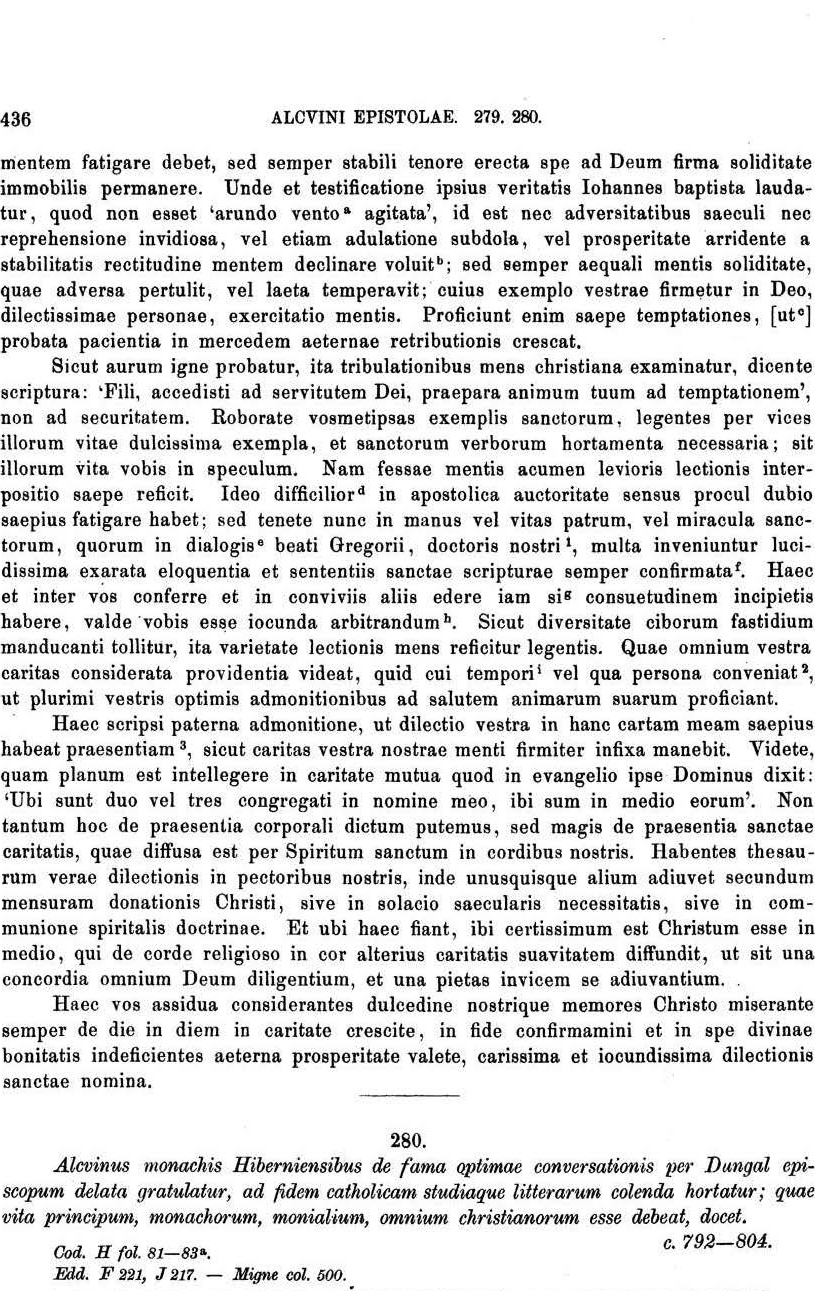 436 ALCVINI EPISTOLAE. 279. 280.
mentem fatigare debet, sed semper stabili tenore erecta spe ad Deum firma soliditate
immobilis permanere. Unde et testificatione ipsius veritatis Iohannes baptista lauda-
tur, quod non esset ‘arundo vento ᵃ agitata’, id est nec adversitatibus saeculi nec
reprehensione invidiosa, vel etiam adulatione subdola, vel prosperitate arridente a
stabilitatis rectitudine mentem declinare voluit ᵇ; sed semper aequali mentis soliditate,
quae adversa pertulit, vel laeta temperavit; cuius exemplo vestrae firmetur in Deo,
dilectissimae personae, exercitatio mentis. Proficiunt enim saepe temptationes, [ut ᶜ]
probata pacientia in mercedem aeternae retributionis crescat.
Sicut aurum igne probatur, ita tribulationibus mens christiana examinatur, dicente
scriptura: ‘Fili, accedisti ad servitutem Dei, praepara animum tuum ad temptationem’,
non ad securitatem. Roborate vosmetipsas exemplis sanctorum, legentes per vices
illorum vitae dulcissima exempla, et sanctorum verborum hortamenta necessaria; sit
illorum vita vobis in speculum. Nam fessae mentis acumen levioris lectionis inter-
positio saepe reficit. Ideo difficilior ᵈ in apostolica auctoritate sensus procul dubio
saepius fatigare habet; sed tenete nunc in manus vel vitas patrum, vel miracula sanc-
torum, quorum in dialogis ᵉ beati Gregorii, doctoris nostri ¹, multa inveniuntur luci-
dissima exarata eloquentia et sententiis sanctae scripturae semper confirmata ᶠ. Haec
et inter vos conferre et in conviviis aliis edere iam si ᵍ consuetudinem incipietis
habere, valde vobis esse iocunda arbitrandum ʰ. Sicut diversitate ciborum fastidium
manducanti tollitur, ita varietate lectionis mens reficitur legentis. Quae omnium vestra
caritas considerata providentia videat, quid cui tempori ⁱ vel qua persona conveniat ²,
ut plurimi vestris optimis admonitionibus ad salutem animarum suarum proficiant.
Haec scripsi paterna admonitione, ut dilectio vestra in hanc cartam meam saepius
habeat praesentiam ³, sicut caritas vestra nostrae menti firmiter infixa manebit. Videte,
quam planum est intellegere in caritate mutua quod in evangelio ipse Dominus dixit:
‘Ubi sunt duo vel tres congregati in nomine meo, ibi sum in medio eorum’. Non
tantum hoc de praesentia corporali dictum putemus, sed magis de praesentia sanctae
caritatis, quae diffusa est per Spiritum sanctum in cordibus nostris. Habentes thesau-
rum verae dilectionis in pectoribus nostris, inde unusquisque alium adiuvet secundum
mensuram donationis Christi, sive in solacio saecularis necessitatis, sive in com-
munione spiritalis doctrinae. Et ubi haec fiant, ibi certissimum est Christum esse in
medio, qui de corde religioso in cor alterius caritatis suavitatem diffundit, ut sit una
concordia omnium Deum diligentium, et una pietas invicem se adiuvantium.
Haec vos assidua considerantes dulcedine nostrique memores Christo miserante
semper de die in diem in caritate crescite, in fide confirmamini et in spe divinae
bonitatis indeficientes aeterna prosperitate valete, carissima et iocundissima dilectionis
sanctae nomina.
280.
Alcvinus monachis Hiberniensibus de fama optimae conversationis per Dungal epi-
scopum delata gratulatur, ad fidem catholicam studiaque litterarum colenda hortatur; quae
vita principum, monachorum, monialium, omnium christianorum esse debeat, docet.
c. 792—804.
Cod. H fol. 81—83ᵃ.
Edd. F 221, J 217. — Migne col. 500.